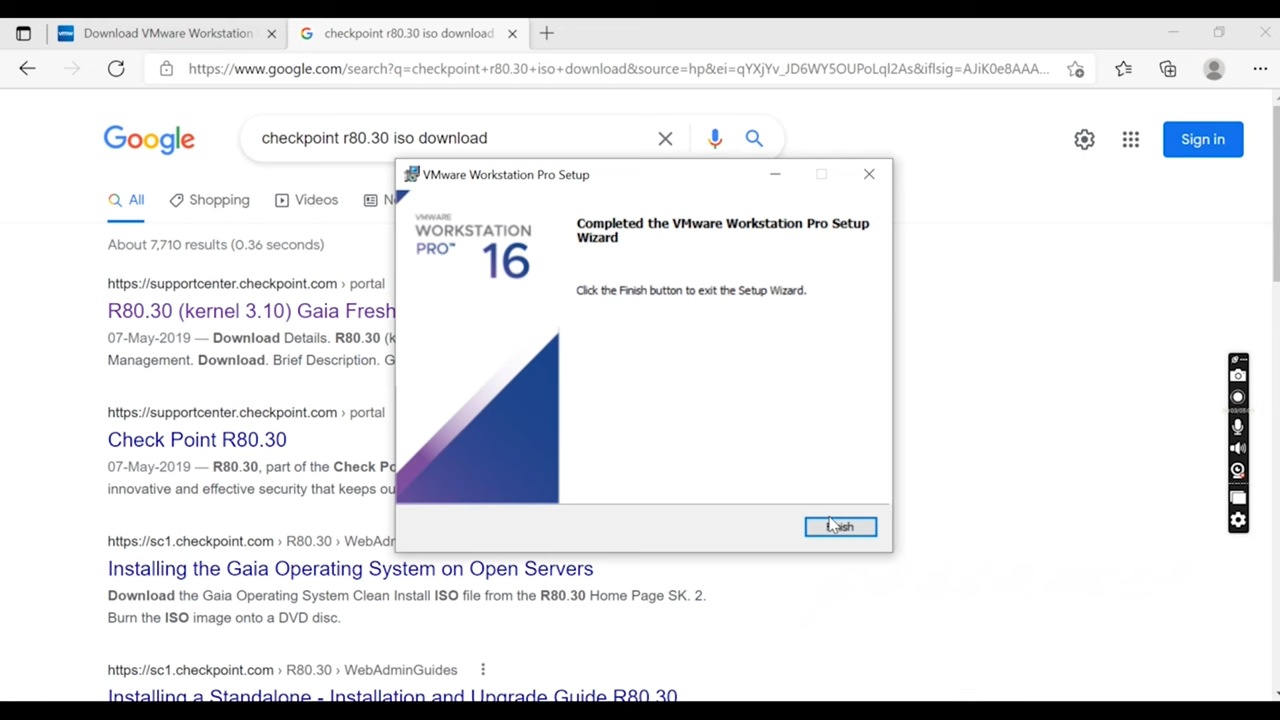 Download VMware Workstation
checkpoint r80.30 iso download
https://www.google.com/search?q=checkpoint+r80.30+iso+download&source=hp&ei=qYXjYv_JD6WY5OUPoLql2As&iflsig=AJiK0e8AAA...
Google
checkpoint r80.30 iso download
Sign in
All
Shopping
Videos
About 7,710 results (0.36 seconds)
https://supportcenter.checkpoint.com › portal
R80.30 (kernel 3.10) Gaia Fresh
07-May-2019 — Download Details. R80.30 (k
Management. Download. Brief Description. G
https://supportcenter.checkpoint.com › portal
Check Point R80.30
07-May-2019 — R80.30, part of the Check Po
innovative and effective security that keeps ou
https://sc1.checkpoint.com › R80.30 › WebAdr
Installing the Gaia Operating System on Open Servers
Download the Gaia Operating System Clean Install ISO file from the R80.30 Home Page SK. 2.
Burn the ISO image onto a DVD disc.
https://sc1.checkpoint.com › R80.30 › WebAdminGuides
Installing a Standalone - Installation and Upgrade Guide R80.30
VMware Workstation Pro Setup
VMWARE
WORKSTATION
PRO™ 16
Completed the VMware Workstation Pro Setup
Wizard
Click the Finish button to exit the Setup Wizard.
Finish